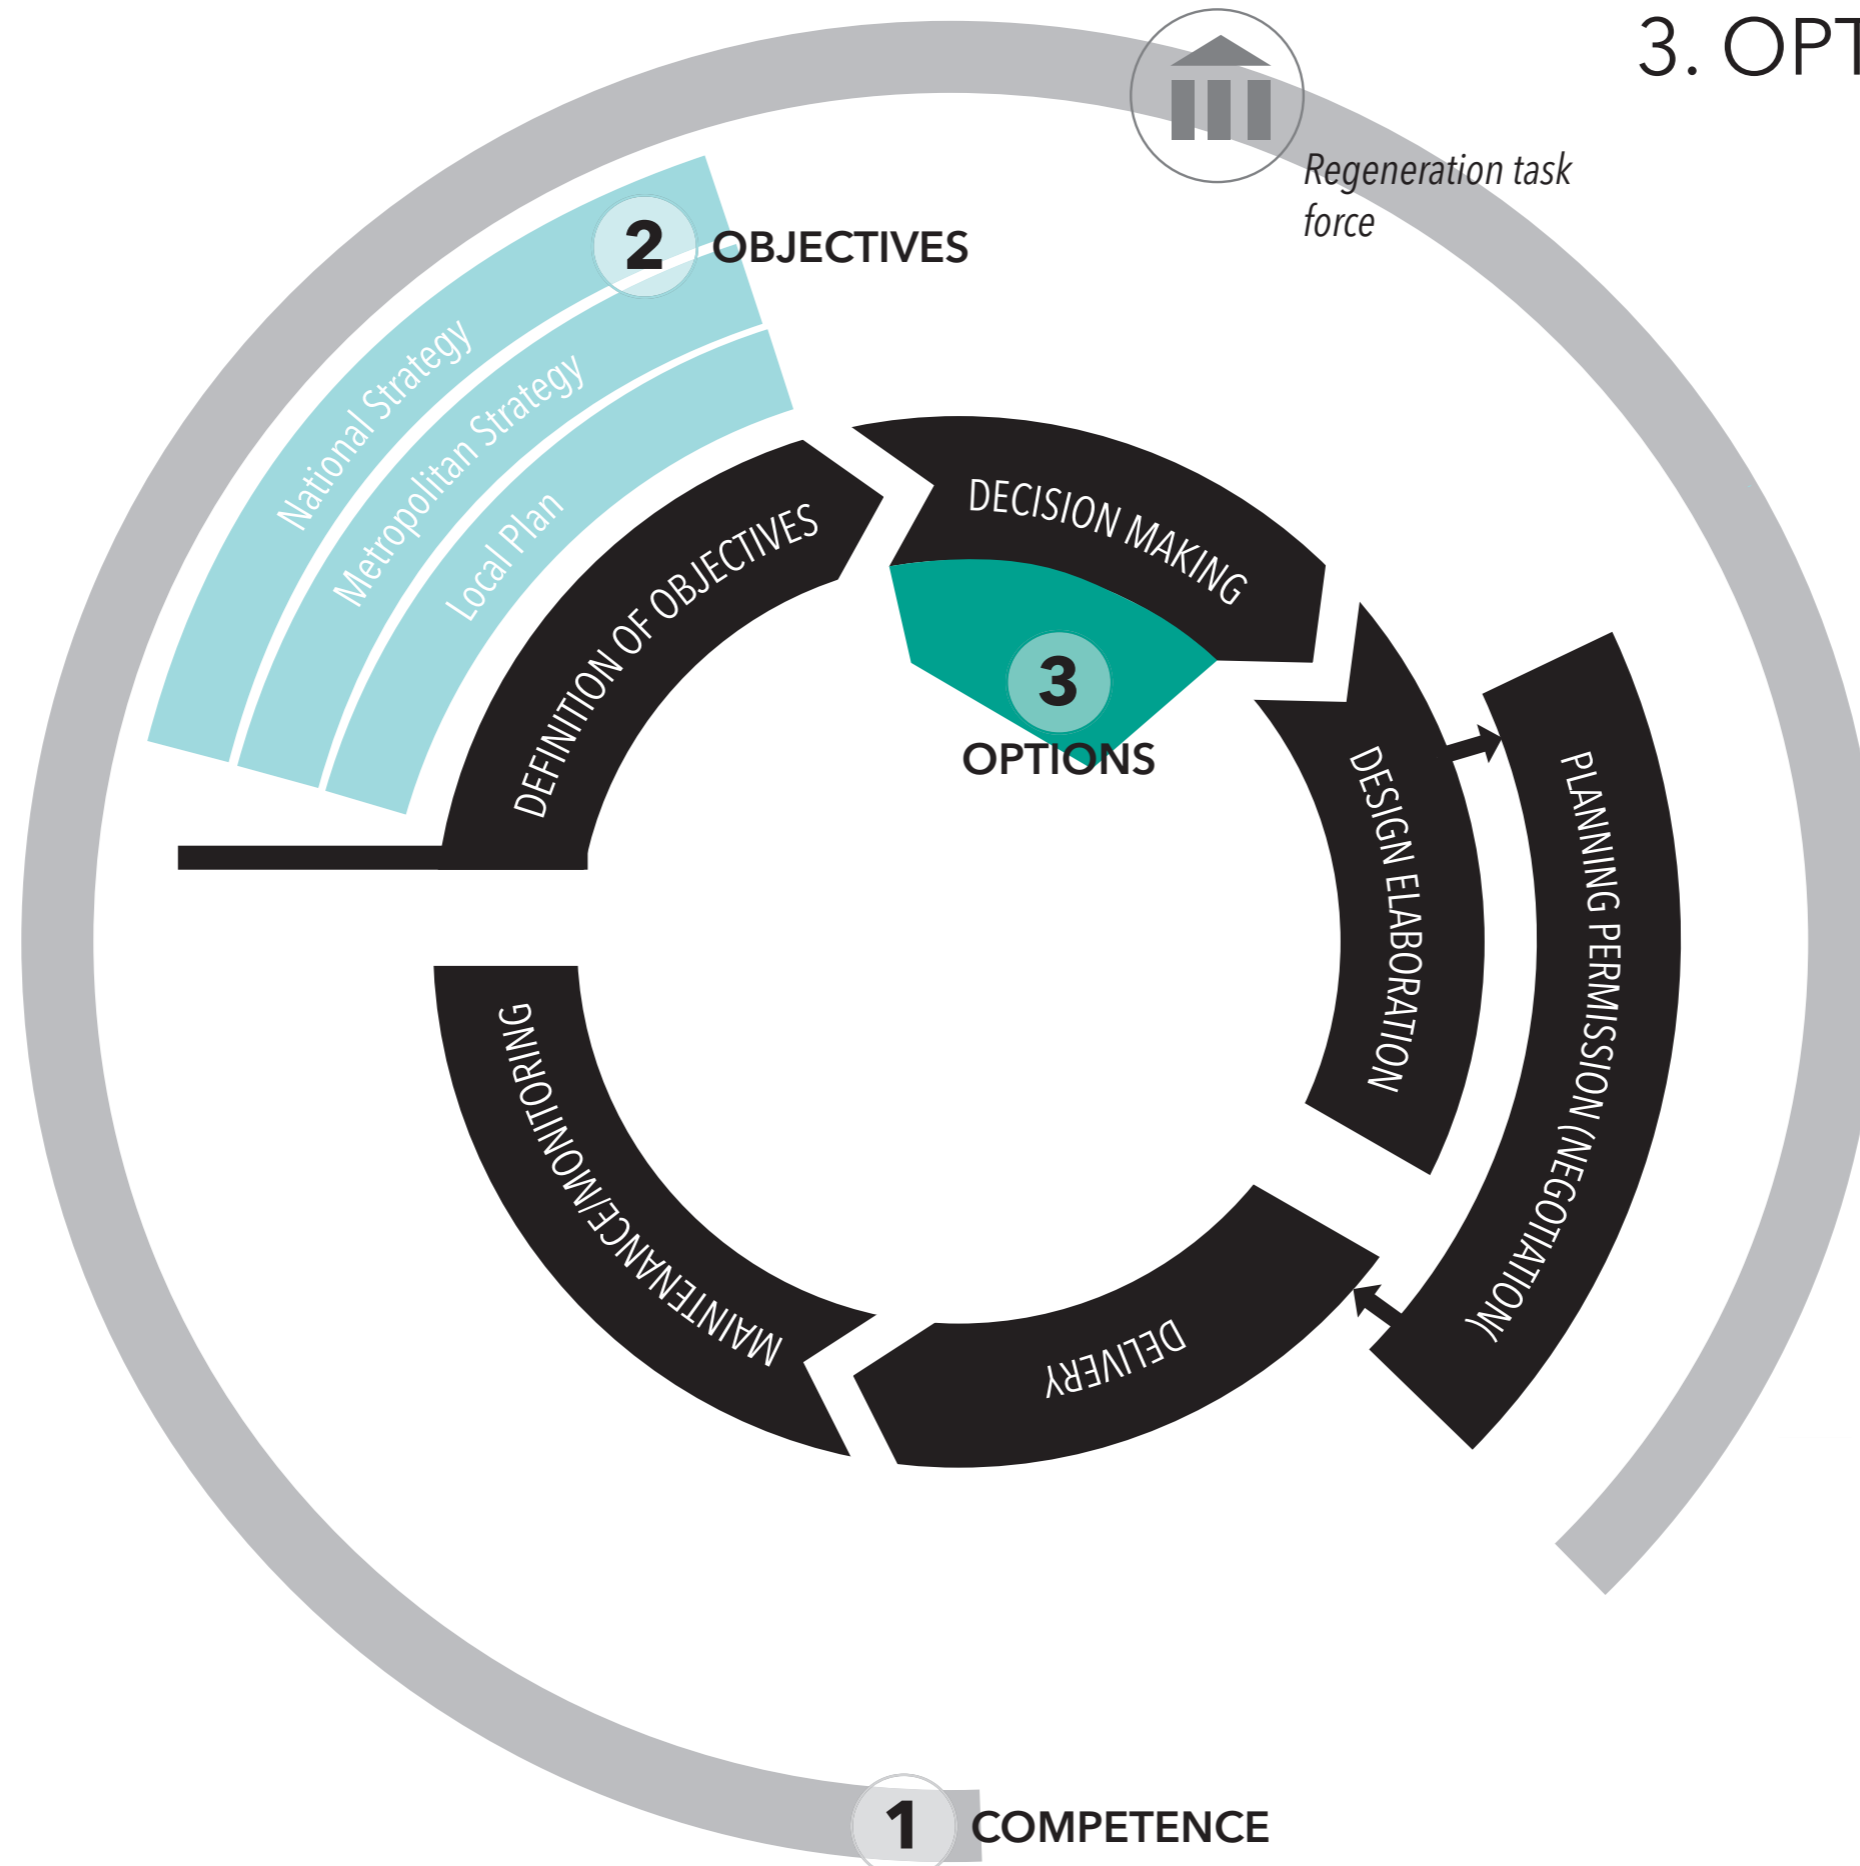 3. OPT
Regeneration task
force
2 OBJECTIVES
National Strategy
Metropolitan Strategy
Local Plan
DEFINITION OF OBJECTIVES
DECISION MAKING
3
OPTIONS
DESIGN ELABORATION
PLANNING PERMISSION (NEGOTIATION(
DELIVERY
MAINTENANCE/MONITORING
1 COMPETENCE